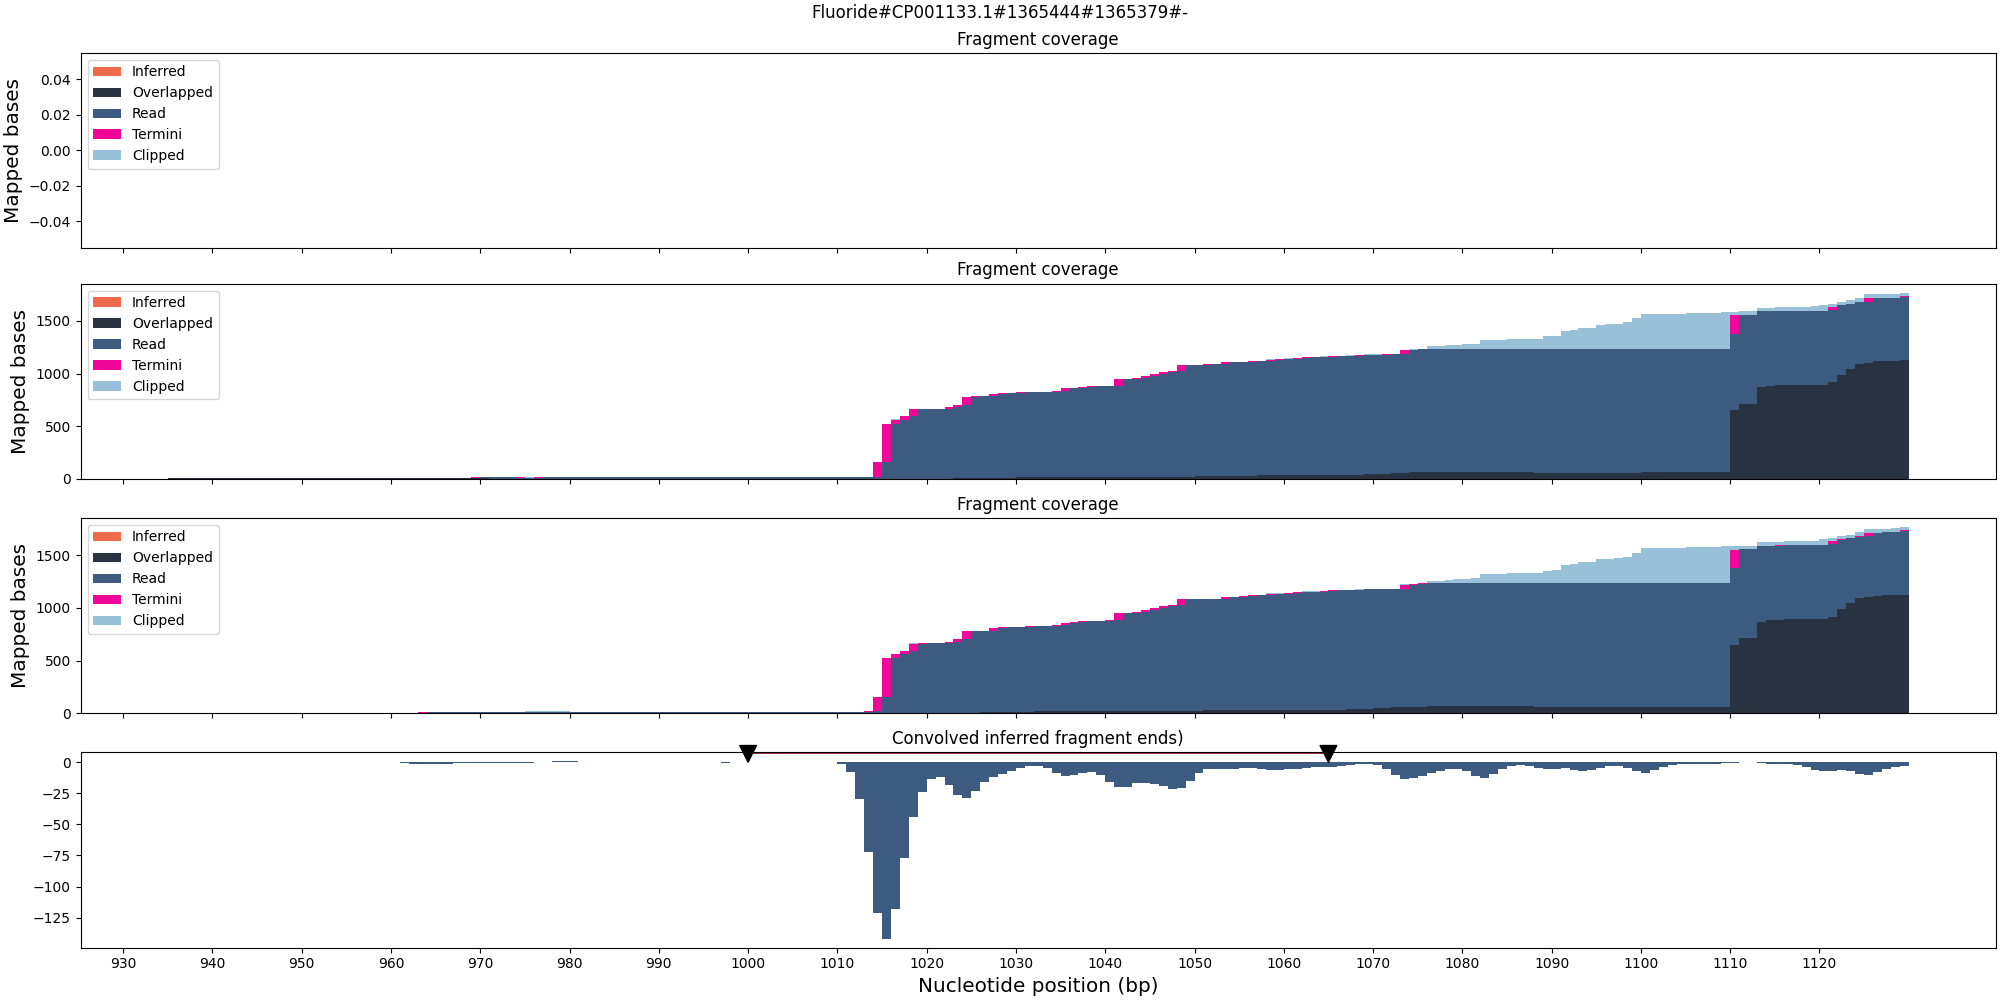 Fluoride#CP001133.1#1365444#1365379#-
Fragment coverage
Mapped bases
0.04
0.02
0.00
−0.02
−0.04
Inferred
Overlapped
Read
Termini
Clipped
Fragment coverage
Mapped bases
1500
1000
500
0
Inferred
Overlapped
Read
Termini
Clipped
Fragment coverage
Mapped bases
1500
1000
500
0
Inferred
Overlapped
Read
Termini
Clipped
Convolved inferred fragment ends)
0
−25
−50
−75
−100
−125
930 940 950 960 970 980 990 1000 1010 1020 1030 1040 1050 1060 1070 1080 1090 1100 1110 1120
Nucleotide position (bp)